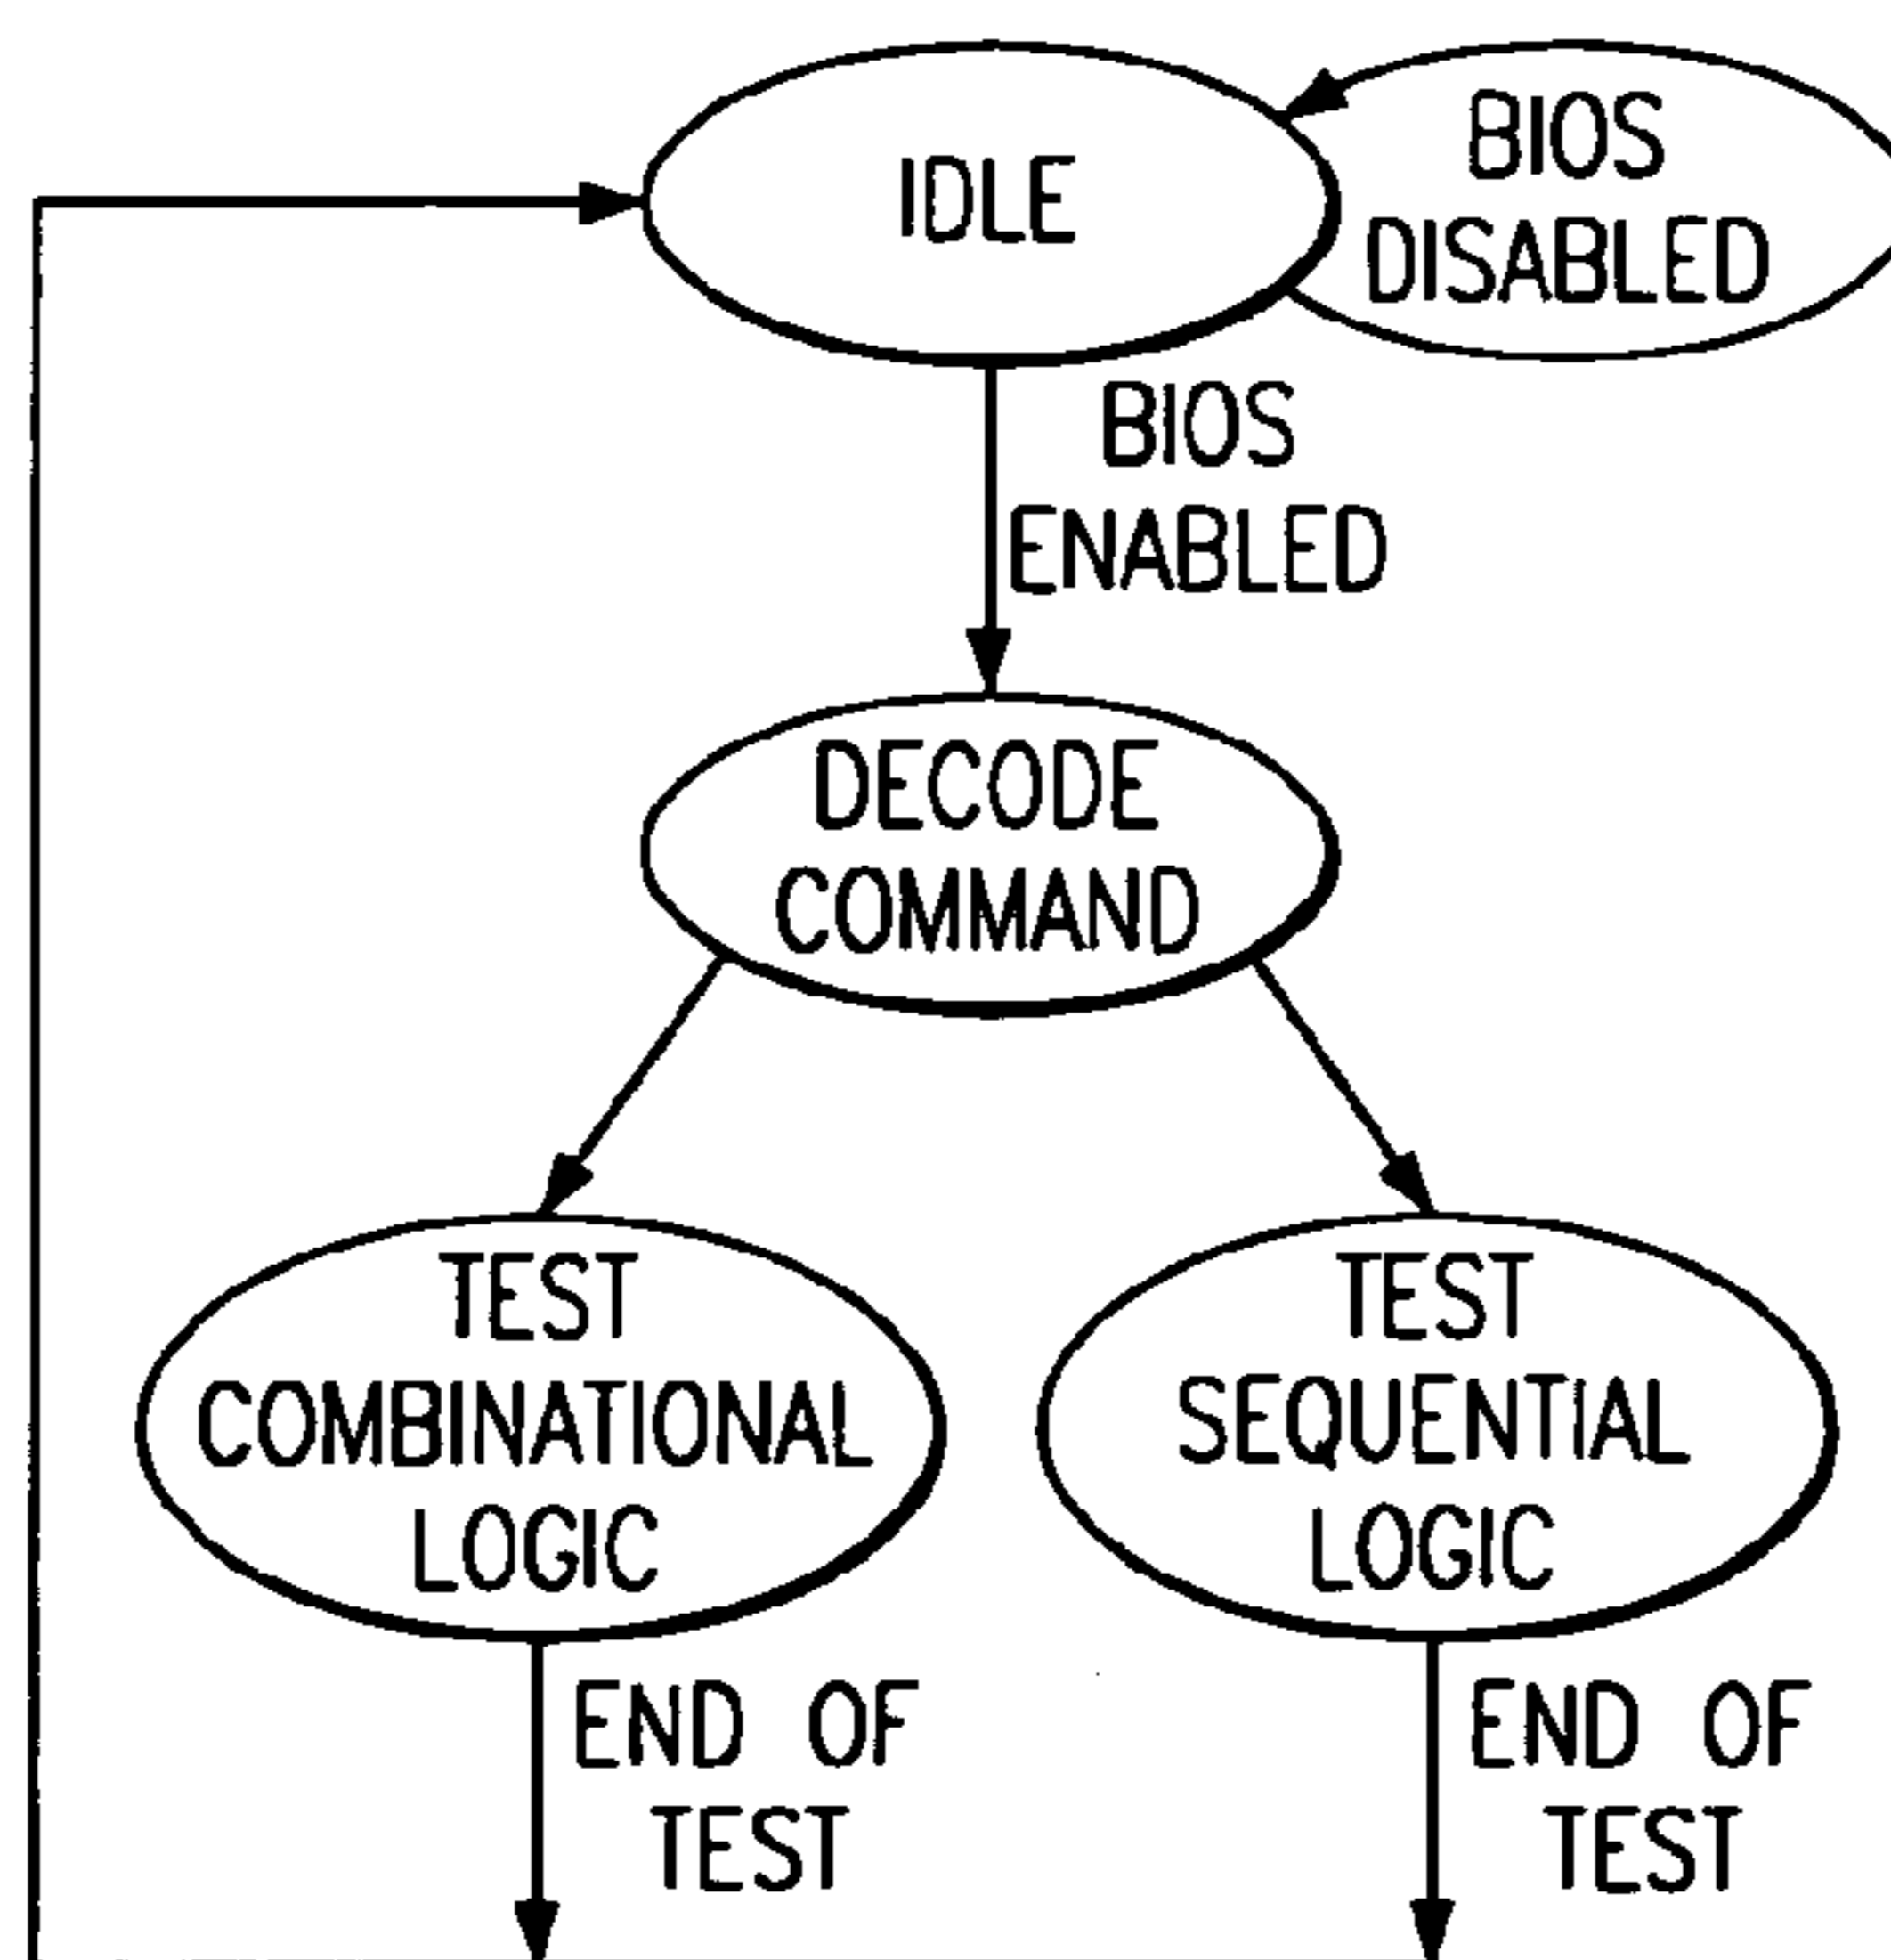 IDLE
BIOS
DISABLED
BIOS
ENABLED
DECODE
COMMAND
TEST
COMBINATIONAL
LOGIC
TEST
SEQUENTIAL
LOGIC
END OF
TEST
END OF
TEST